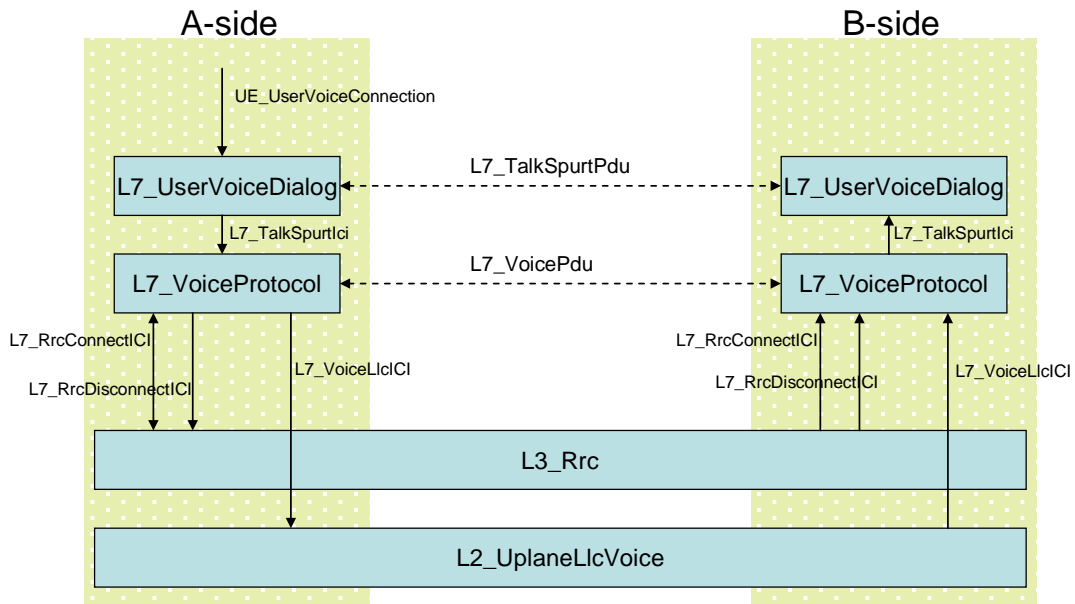 A-side
B-side
UE_UserVoiceConnection
L7_UserVoiceDialog
L7_TalkSpurtPdu
L7_UserVoiceDialog
L7_TalkSpurtIci
L7_TalkSpurtIci
L7_VoiceProtocol
L7_VoicePdu
L7_VoiceProtocol
L7_RrcConnectICI
L7_RrcConnectICI
L7_VoiceLlcICI
L7_VoiceLlcICI
L7_RrcDisconnectICI
L7_RrcDisconnectICI
L3_Rrc
L2_UplaneLlcVoice